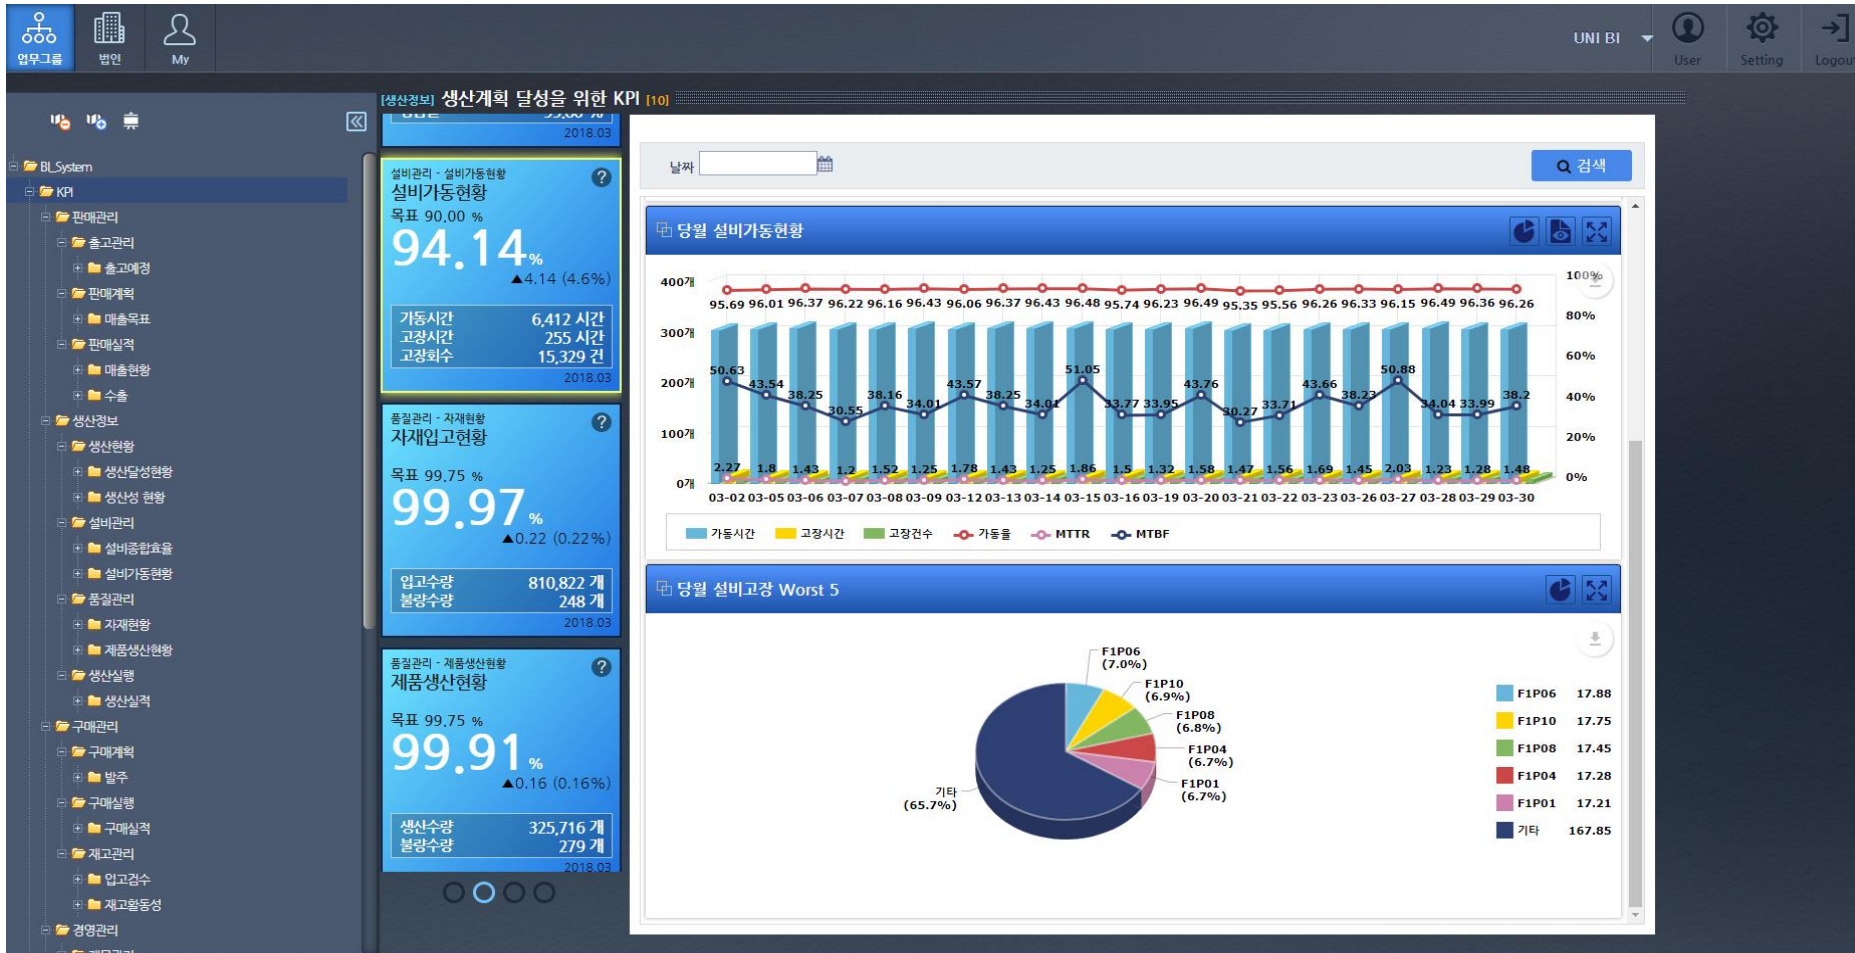 업무그룹 법인 My UNI BI User Setting Logout
[생산정보] 생산계획 달성을 위한 KPI [10]
BI_System
KPI
판매관리
출고관리
출고예정
판매계획
매출목표
판매실적
매출현황
수출
생산정보
생산현황
생산달성현황
생산성 현황
설비관리
설비종합효율
설비가동현황
품질관리
자재현황
제품생산현황
생산실행
생산실적
구매관리
구매계획
발주
구매실행
구매실적
재고관리
입고검수
재고활동성
경영관리
2018.03
설비관리 - 설비가동현황
설비가동현황
목표 90.00 %
94.14%
▲4.14 (4.6%)
가동시간 6,412 시간
고장시간 255 시간
고장회수 15,329 건
2018.03
품질관리 - 자재현황
자재입고현황
목표 99.75 %
99.97%
▲0.22 (0.22%)
입고수량 810,822 개
불량수량 248 개
2018.03
품질관리 - 제품생산현황
제품생산현황
목표 99.75 %
99.91%
▲0.16 (0.16%)
생산수량 325,716 개
불량수량 279 개
2018.03
날짜 검색
당월 설비가동현황
400개 100%
95.69 96.01 96.37 96.22 96.16 96.43 96.06 96.37 96.43 96.48 95.74 96.23 96.49 95.35 95.56 96.26 96.33 96.15 96.49 96.36 96.26
80%
300개
60%
200개
50.63 43.54 38.25 30.55 38.16 34.01 43.57 38.25 34.01 51.05 33.77 33.95 43.76 30.27 33.71 43.66 38.23 50.88 34.04 33.99 38.2
40%
100개
20%
2.27 1.8 1.43 1.2 1.52 1.25 1.78 1.43 1.25 1.86 1.5 1.32 1.58 1.47 1.56 1.69 1.45 2.03 1.23 1.28 1.48
0개 0%
03-02 03-05 03-06 03-07 03-08 03-09 03-12 03-13 03-14 03-15 03-16 03-19 03-20 03-21 03-22 03-23 03-26 03-27 03-28 03-29 03-30
가동시간 고장시간 고장건수 가동율 MTTR MTBF
당월 설비고장 Worst 5
F1P06
(7.0%)
F1P10
(6.9%)
F1P08
(6.8%)
F1P04
(6.7%)
F1P01
(6.7%)
기타
(65.7%)
F1P06 17.88
F1P10 17.75
F1P08 17.45
F1P04 17.28
F1P01 17.21
기타 167.85